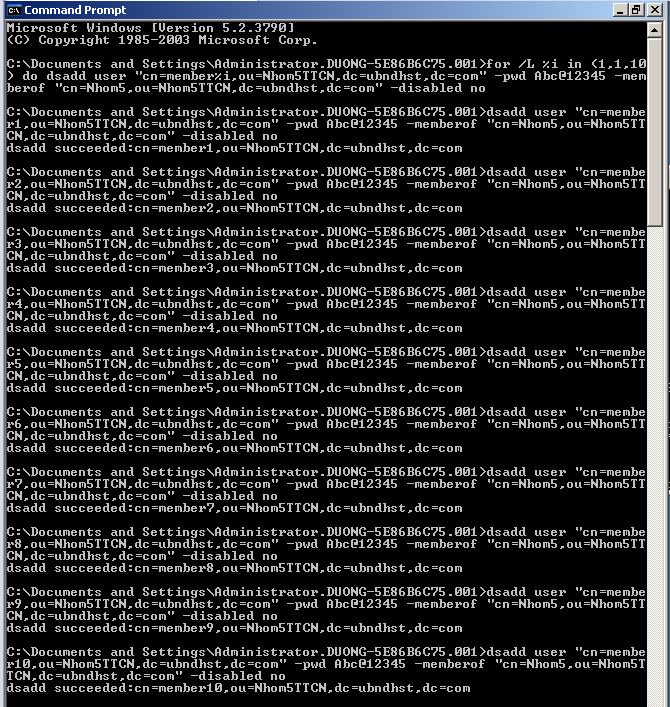 Command Prompt
Microsoft Windows [Version 5.2.3790]
(C) Copyright 1985-2003 Microsoft Corp.
C:\Documents and Settings\Administrator.DUONG-5E86B6C75.001>for /L %i in (1,1,10
) do dsadd user "cn=member%i,ou=Nhom5TTCN,dc=ubndhst,dc=com" -pwd Abc@12345 -mem
berof "cn=Nhom5,ou=Nhom5TTCN,dc=ubndhst,dc=com" -disabled no
C:\Documents and Settings\Administrator.DUONG-5E86B6C75.001>dsadd user "cn=membe
r1,ou=Nhom5TTCN,dc=ubndhst,dc=com" -pwd Abc@12345 -memberof "cn=Nhom5,ou=Nhom5TT
CN,dc=ubndhst,dc=com" -disabled no
dsadd succeeded:cn=member1,ou=Nhom5TTCN,dc=ubndhst,dc=com
C:\Documents and Settings\Administrator.DUONG-5E86B6C75.001>dsadd user "cn=membe
r2,ou=Nhom5TTCN,dc=ubndhst,dc=com" -pwd Abc@12345 -memberof "cn=Nhom5,ou=Nhom5TT
CN,dc=ubndhst,dc=com" -disabled no
dsadd succeeded:cn=member2,ou=Nhom5TTCN,dc=ubndhst,dc=com
C:\Documents and Settings\Administrator.DUONG-5E86B6C75.001>dsadd user "cn=membe
r3,ou=Nhom5TTCN,dc=ubndhst,dc=com" -pwd Abc@12345 -memberof "cn=Nhom5,ou=Nhom5TT
CN,dc=ubndhst,dc=com" -disabled no
dsadd succeeded:cn=member3,ou=Nhom5TTCN,dc=ubndhst,dc=com
C:\Documents and Settings\Administrator.DUONG-5E86B6C75.001>dsadd user "cn=membe
r4,ou=Nhom5TTCN,dc=ubndhst,dc=com" -pwd Abc@12345 -memberof "cn=Nhom5,ou=Nhom5TT
CN,dc=ubndhst,dc=com" -disabled no
dsadd succeeded:cn=member4,ou=Nhom5TTCN,dc=ubndhst,dc=com
C:\Documents and Settings\Administrator.DUONG-5E86B6C75.001>dsadd user "cn=membe
r5,ou=Nhom5TTCN,dc=ubndhst,dc=com" -pwd Abc@12345 -memberof "cn=Nhom5,ou=Nhom5TT
CN,dc=ubndhst,dc=com" -disabled no
dsadd succeeded:cn=member5,ou=Nhom5TTCN,dc=ubndhst,dc=com
C:\Documents and Settings\Administrator.DUONG-5E86B6C75.001>dsadd user "cn=membe
r6,ou=Nhom5TTCN,dc=ubndhst,dc=com" -pwd Abc@12345 -memberof "cn=Nhom5,ou=Nhom5TT
CN,dc=ubndhst,dc=com" -disabled no
dsadd succeeded:cn=member6,ou=Nhom5TTCN,dc=ubndhst,dc=com
C:\Documents and Settings\Administrator.DUONG-5E86B6C75.001>dsadd user "cn=membe
r7,ou=Nhom5TTCN,dc=ubndhst,dc=com" -pwd Abc@12345 -memberof "cn=Nhom5,ou=Nhom5TT
CN,dc=ubndhst,dc=com" -disabled no
dsadd succeeded:cn=member7,ou=Nhom5TTCN,dc=ubndhst,dc=com
C:\Documents and Settings\Administrator.DUONG-5E86B6C75.001>dsadd user "cn=membe
r8,ou=Nhom5TTCN,dc=ubndhst,dc=com" -pwd Abc@12345 -memberof "cn=Nhom5,ou=Nhom5TT
CN,dc=ubndhst,dc=com" -disabled no
dsadd succeeded:cn=member8,ou=Nhom5TTCN,dc=ubndhst,dc=com
C:\Documents and Settings\Administrator.DUONG-5E86B6C75.001>dsadd user "cn=membe
r9,ou=Nhom5TTCN,dc=ubndhst,dc=com" -pwd Abc@12345 -memberof "cn=Nhom5,ou=Nhom5TT
CN,dc=ubndhst,dc=com" -disabled no
dsadd succeeded:cn=member9,ou=Nhom5TTCN,dc=ubndhst,dc=com
C:\Documents and Settings\Administrator.DUONG-5E86B6C75.001>dsadd user "cn=membe
r10,ou=Nhom5TTCN,dc=ubndhst,dc=com" -pwd Abc@12345 -memberof "cn=Nhom5,ou=Nhom5T
TCN,dc=ubndhst,dc=com" -disabled no
dsadd succeeded:cn=member10,ou=Nhom5TTCN,dc=ubndhst,dc=com